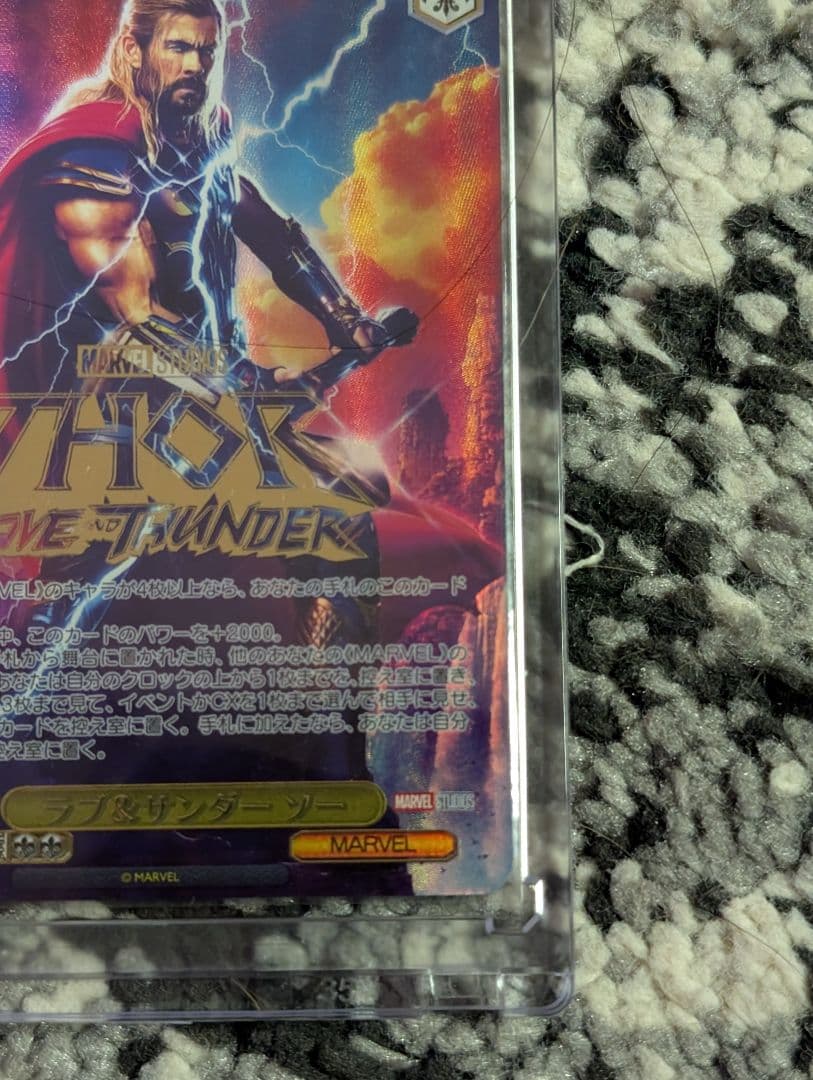 MARVEL STUDIOS
THOR
LOVE AND THUNDER
VEL》のキャラが4枚以上なら、あなたの手札のこのカード
中、このカードのパワーを+2000。
手札から舞台に置かれた時、他のあなたの《MARVEL》の
あなたは自分のクロックの上から1枚までを、控え室に置き、
3枚まで見て、イベントかCXを1枚まで選んで相手に見せ、
カードを控え室に置く。手札に加えたなら、あなたは自分
控え室に置く。
ラブ&サンダー ソー
MARVEL STUDIOS
MARVEL
© MARVEL